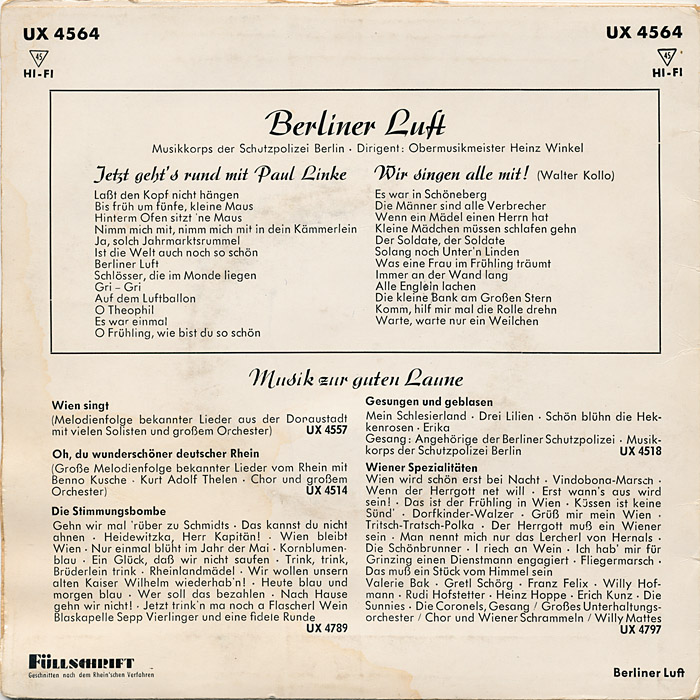 UX 4564
UX 4564
45
45
HI-FI
HI-FI
Berliner Luft
Musikkorps der Schutzpolizei Berlin · Dirigent: Obermusikmeister Heinz Winkel
Jetzt geht's rund mit Paul Linke
Laßt den Kopf nicht hängen
Bis früh um fünfe, kleine Maus
Hinterm Ofen sitzt 'ne Maus
Nimm mich mit, nimm mich mit in dein Kämmerlein
Ja, solch Jahrmarktsrummel
Ist die Welt auch noch so schön
Berliner Luft
Schlösser, die im Monde liegen
Gri – Gri
Auf dem Luftballon
O Theophil
Es war einmal
O Frühling, wie bist du so schön
Wir singen alle mit! (Walter Kollo)
Es war in Schöneberg
Die Männer sind alle Verbrecher
Wenn ein Mädel einen Herrn hat
Kleine Mädchen müssen schlafen gehn
Der Soldate, der Soldate
Solang noch Unter'n Linden
Was eine Frau im Frühling träumt
Immer an der Wand lang
Alle Englein lachen
Die kleine Bank am Großen Stern
Komm, hilf mir mal die Rolle drehn
Warte, warte nur ein Weilchen
Musik zur guten Laune
Wien singt
(Melodienfolge bekannter Lieder aus der Donaustadt
mit vielen Solisten und großem Orchester) UX 4557
Oh, du wunderschöner deutscher Rhein
(Große Melodienfolge bekannter Lieder vom Rhein mit
Benno Kusche · Kurt Adolf Thelen · Chor und großem
Orchester) UX 4514
Die Stimmungsbombe
Gehn wir mal 'rüber zu Schmidts · Das kannst du nicht
ahnen · Heidewitzka, Herr Kapitän! · Wien bleibt
Wien · Nur einmal blüht im Jahr der Mai · Kornblumen-
blau · Ein Glück, daß wir nicht saufen · Trink, trink,
Brüderlein trink · Rheinlandmädel · Wir wollen unsern
alten Kaiser Wilhelm wiederhab'n! · Heute blau und
morgen blau · Wer soll das bezahlen · Nach Hause
gehn wir nicht! · Jetzt trink'n ma noch a Flascherl Wein
Blaskapelle Sepp Vierlinger und eine fidele Runde
UX 4789
Gesungen und geblasen
Mein Schlesierland · Drei Lilien · Schön blühn die Hek-
kenrosen · Erika
Gesang: Angehörige der Berliner Schutzpolizei · Musik-
korps der Schutzpolizei Berlin UX 4518
Wiener Spezialitäten
Wien wird schön erst bei Nacht · Vindobona-Marsch ·
Wenn der Herrgott net will · Erst wann's aus wird
sein! · Das ist der Frühling in Wien · Küssen ist keine
Sünd' · Dorfkinder-Walzer · Grüß mir mein Wien ·
Tritsch-Tratsch-Polka · Der Herrgott muß ein Wiener
sein · Man nennt mich nur das Lercherl von Hernals ·
Die Schönbrunner · I riech an Wein · Ich hab' mir für
Grinzing einen Dienstmann engagiert · Fliegermarsch ·
Das muß ein Stück vom Himmel sein
Valerie Bak · Gretl Schörg · Franz Felix · Willy Hof-
mann · Rudi Hofstetter · Heinz Hoppe · Erich Kunz · Die
Sunnies · Die Coronels, Gesang / Großes Unterhaltungs-
orchester / Chor und Wiener Schrammeln / Willy Mattes
UX 4797
FÜLLSCHRIFT
Geschnitten nach dem Rhein'schen Verfahren
Berliner Luft